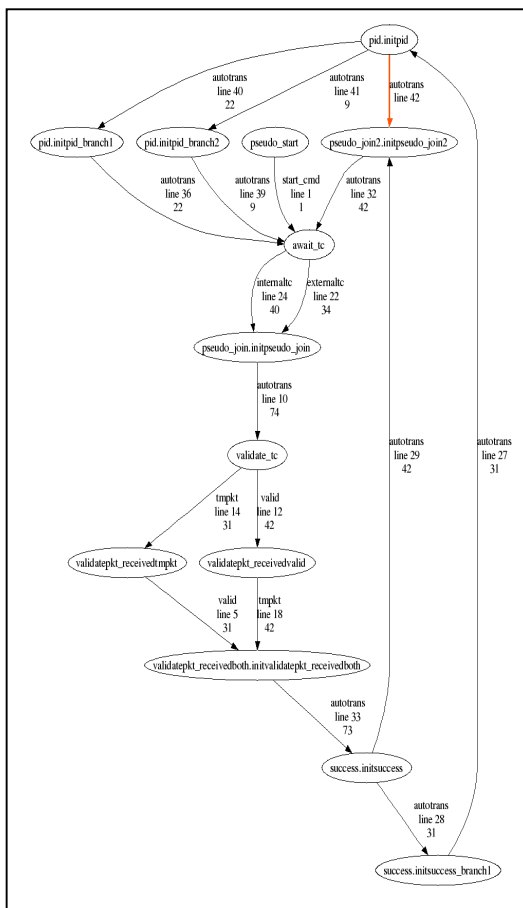 pid.initpid
autotrans
line 40
22
autotrans
line 41
9
autotrans
line 42
pid.initpid_branch1
pid.initpid_branch2
pseudo_start
pseudo_join2.initpseudo_join2
autotrans
line 36
22
autotrans
line 39
9
start_cmd
line 1
1
autotrans
line 32
42
await_tc
internaltc
line 24
40
externaltc
line 22
34
pseudo_join.initpseudo_join
autotrans
line 10
74
autotrans
line 29
42
autotrans
line 27
31
validate_tc
tmpkt
line 14
31
valid
line 12
42
validatepkt_receivedtmpkt
validatepkt_receivedvalid
valid
line 5
31
tmpkt
line 18
42
validatepkt_receivedboth.initvalidatepkt_receivedboth
autotrans
line 33
73
success.initsuccess
autotrans
line 28
31
success.initsuccess_branch1